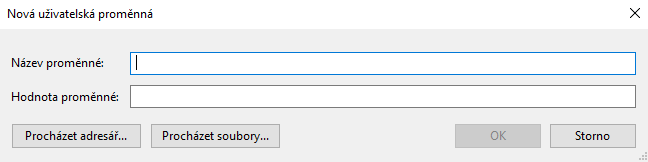 Nová uživatelská proměnná
Název proměnné:
Hodnota proměnné:
Procházet adresář... Procházet soubory... OK Storno